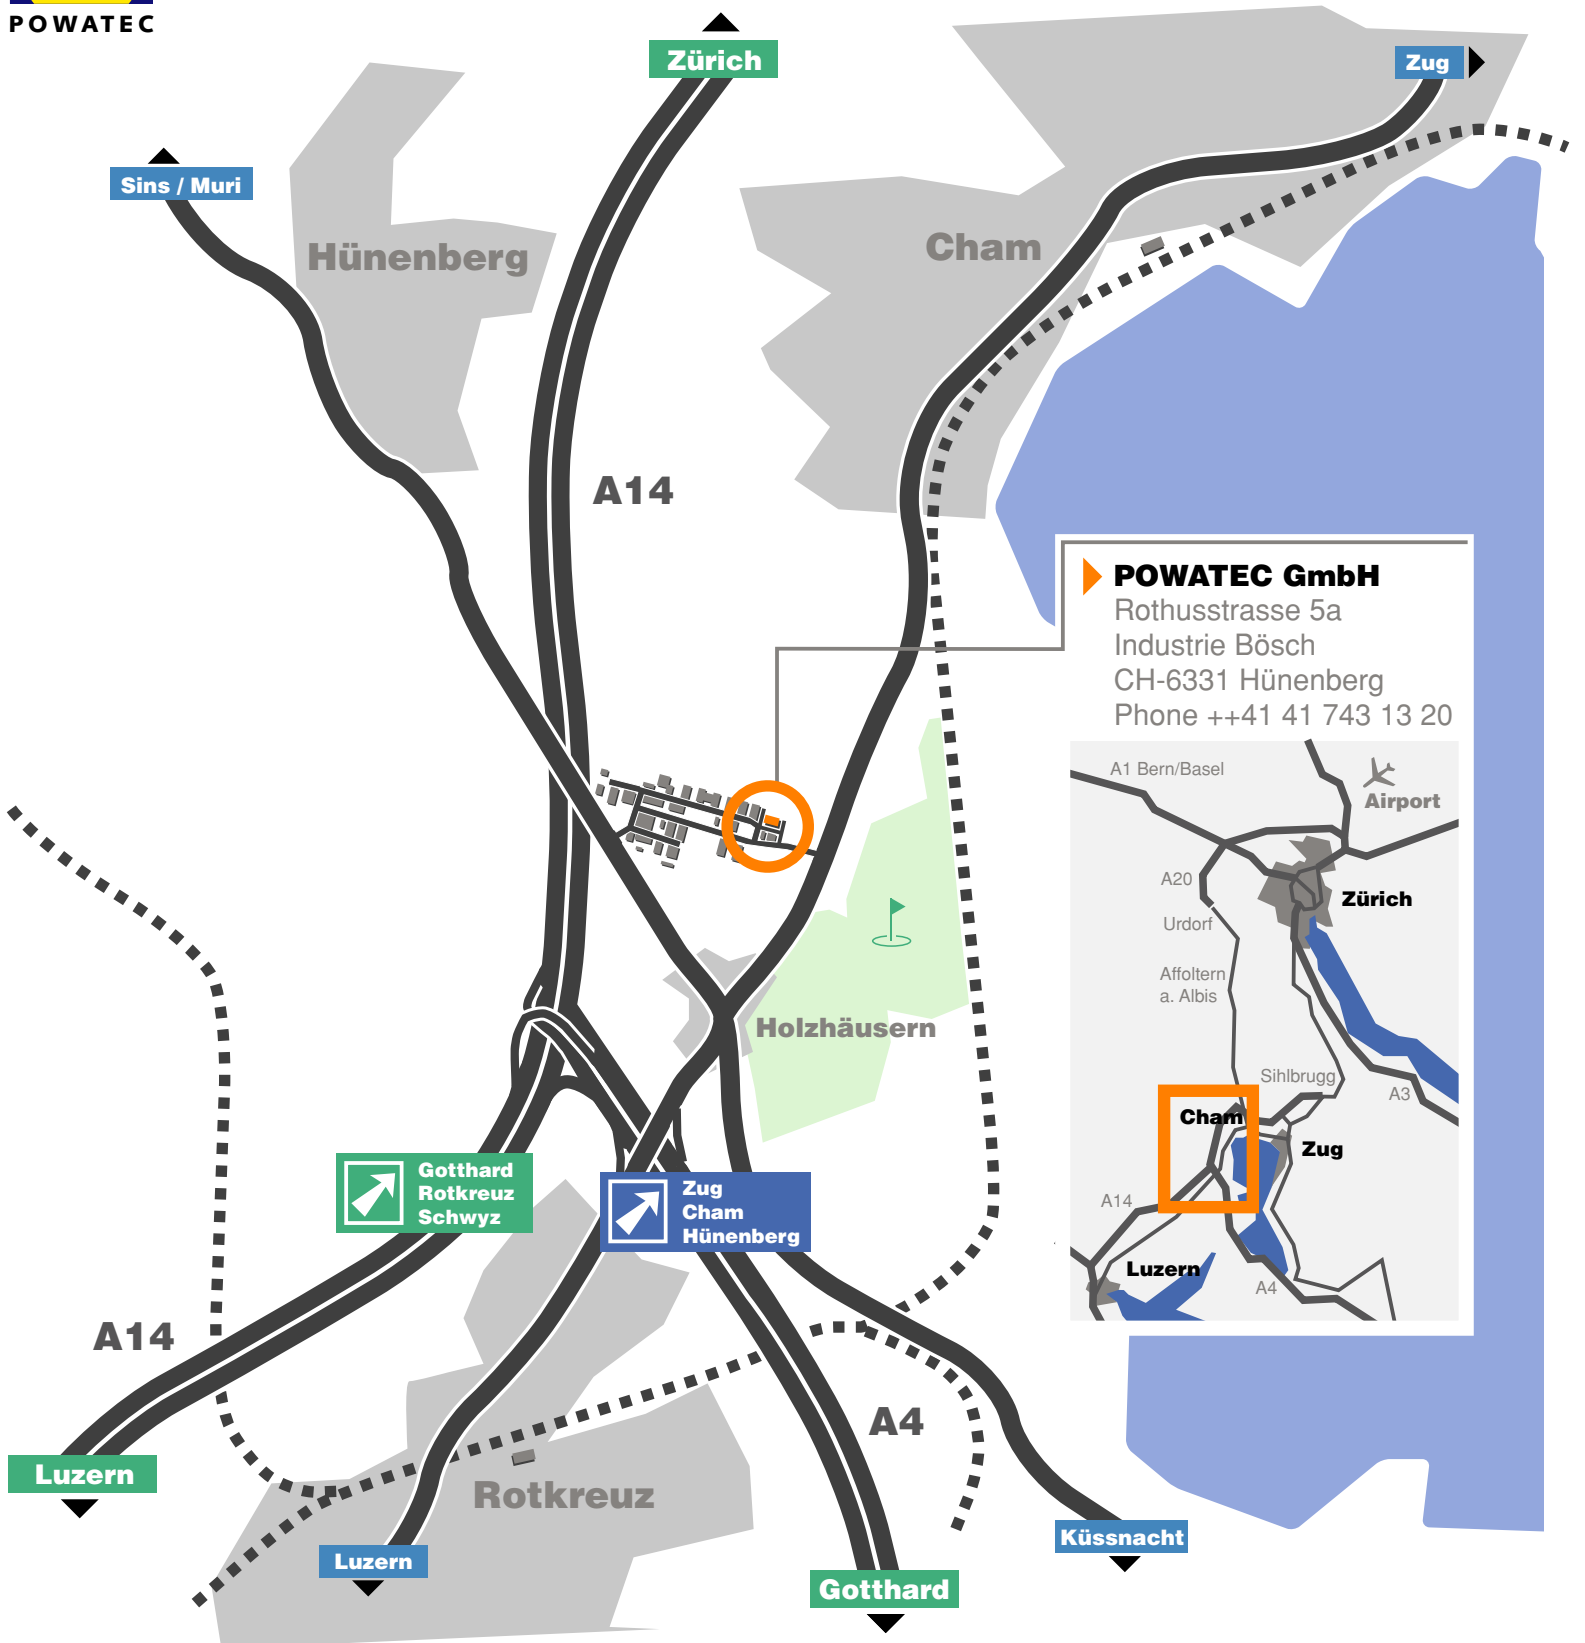 POWATEC
Zürich
Zug
Sins / Muri
Hünenberg
Cham
A14
POWATEC GmbH
Rothusstrasse 5a
Industrie Bösch
CH-6331 Hünenberg
Phone ++41 41 743 13 20
A1 Bern/Basel
Airport
A20
Zürich
Urdorf
Affoltern
a. Albis
Sihlbrugg
A3
Cham
Zug
A14
Luzern
A4
Holzhäusern
Gotthard
Rotkreuz
Schwyz
Zug
Cham
Hünenberg
A14
A4
Luzern
Rotkreuz
Luzern
Küssnacht
Gotthard